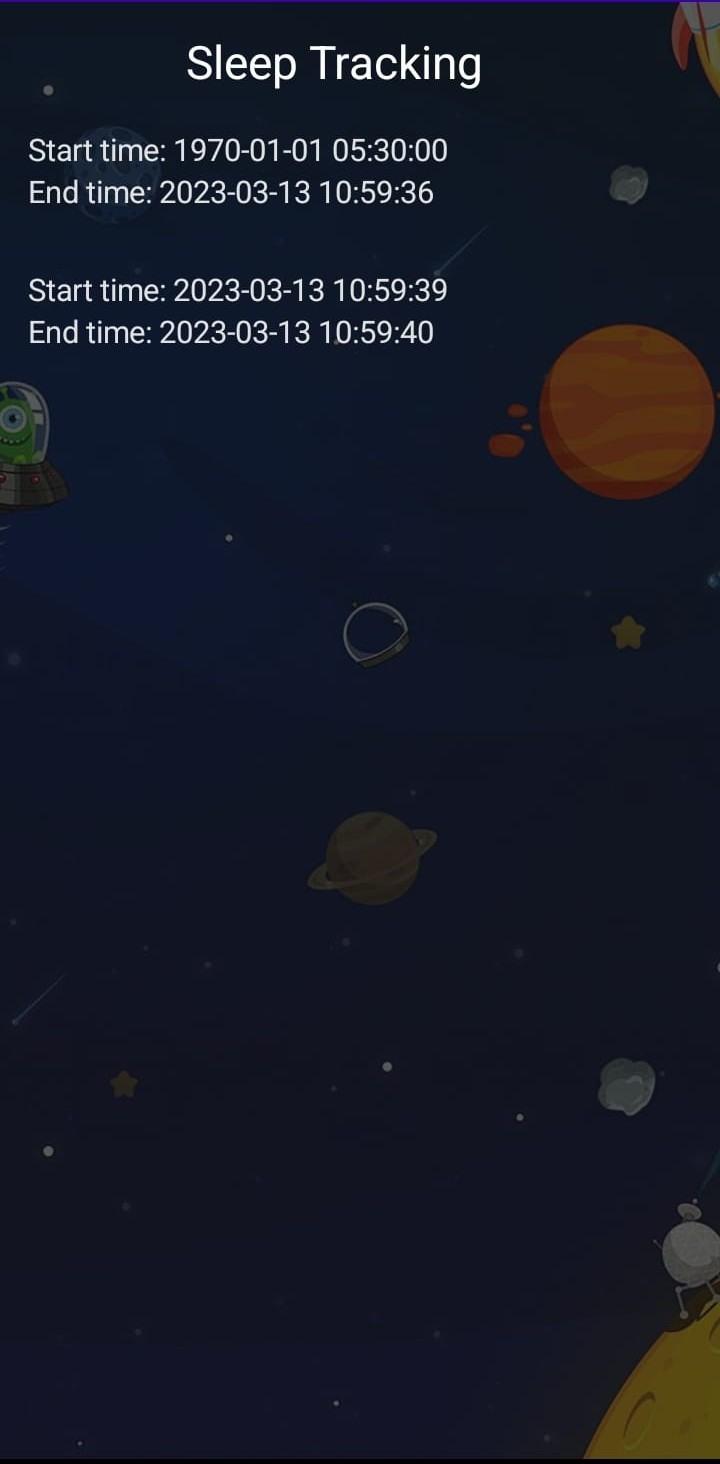 Sleep Tracking
Start time: 1970-01-01 05:30:00
End time: 2023-03-13 10:59:36
Start time: 2023-03-13 10:59:39
End time: 2023-03-13 10:59:40